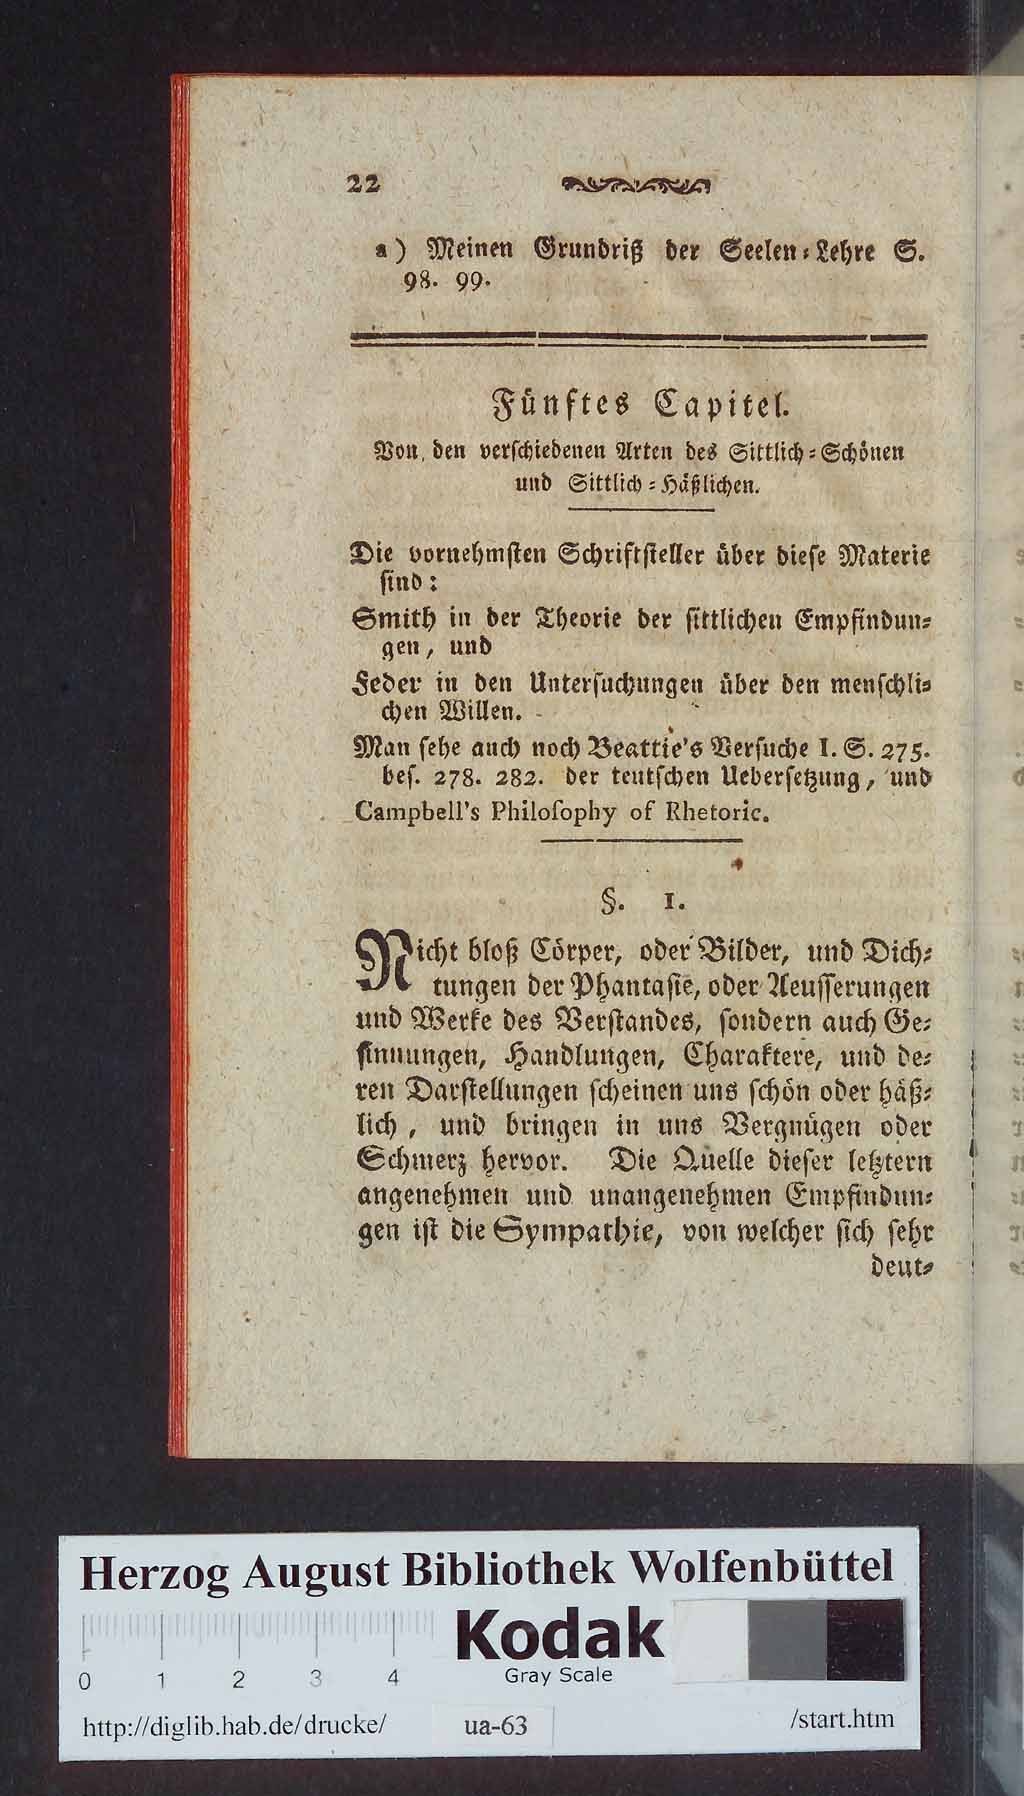 22
a) Meinen Grundriß der Seelen-Lehre S.
98. 99.
Fünftes Capitel.
Von den verschiedenen Arten des Sittlich-Schönen
und Sittlich-Häßlichen.
Die vornehmsten Schriftsteller über diese Materie
sind:
Smith in der Theorie der sittlichen Empfindun-
gen, und
Feder in den Untersuchungen über den menschli-
chen Willen.
Man sehe auch noch Beattie's Versuche I. S. 275.
bes. 278. 282. der teutschen Uebersetzung, und
Campbell's Philosophy of Rhetoric.
§. 1.
Nicht bloß Cörper, oder Bilder, und Dich-
tungen der Phantasie, oder Aeusserungen
und Werke des Verstandes, sondern auch Ge-
sinnungen, Handlungen, Charaktere, und de-
ren Darstellungen scheinen uns schön oder häß-
lich, und bringen in uns Vergnügen oder
Schmerz hervor. Die Quelle dieser letztern
angenehmen und unangenehmen Empfindun-
gen ist die Sympathie, von welcher sich sehr
deut-
Herzog August Bibliothek Wolfenbüttel
Kodak
Gray Scale
0 1 2 3 4
http://diglib.hab.de/drucke/ ua-63 /start.htm